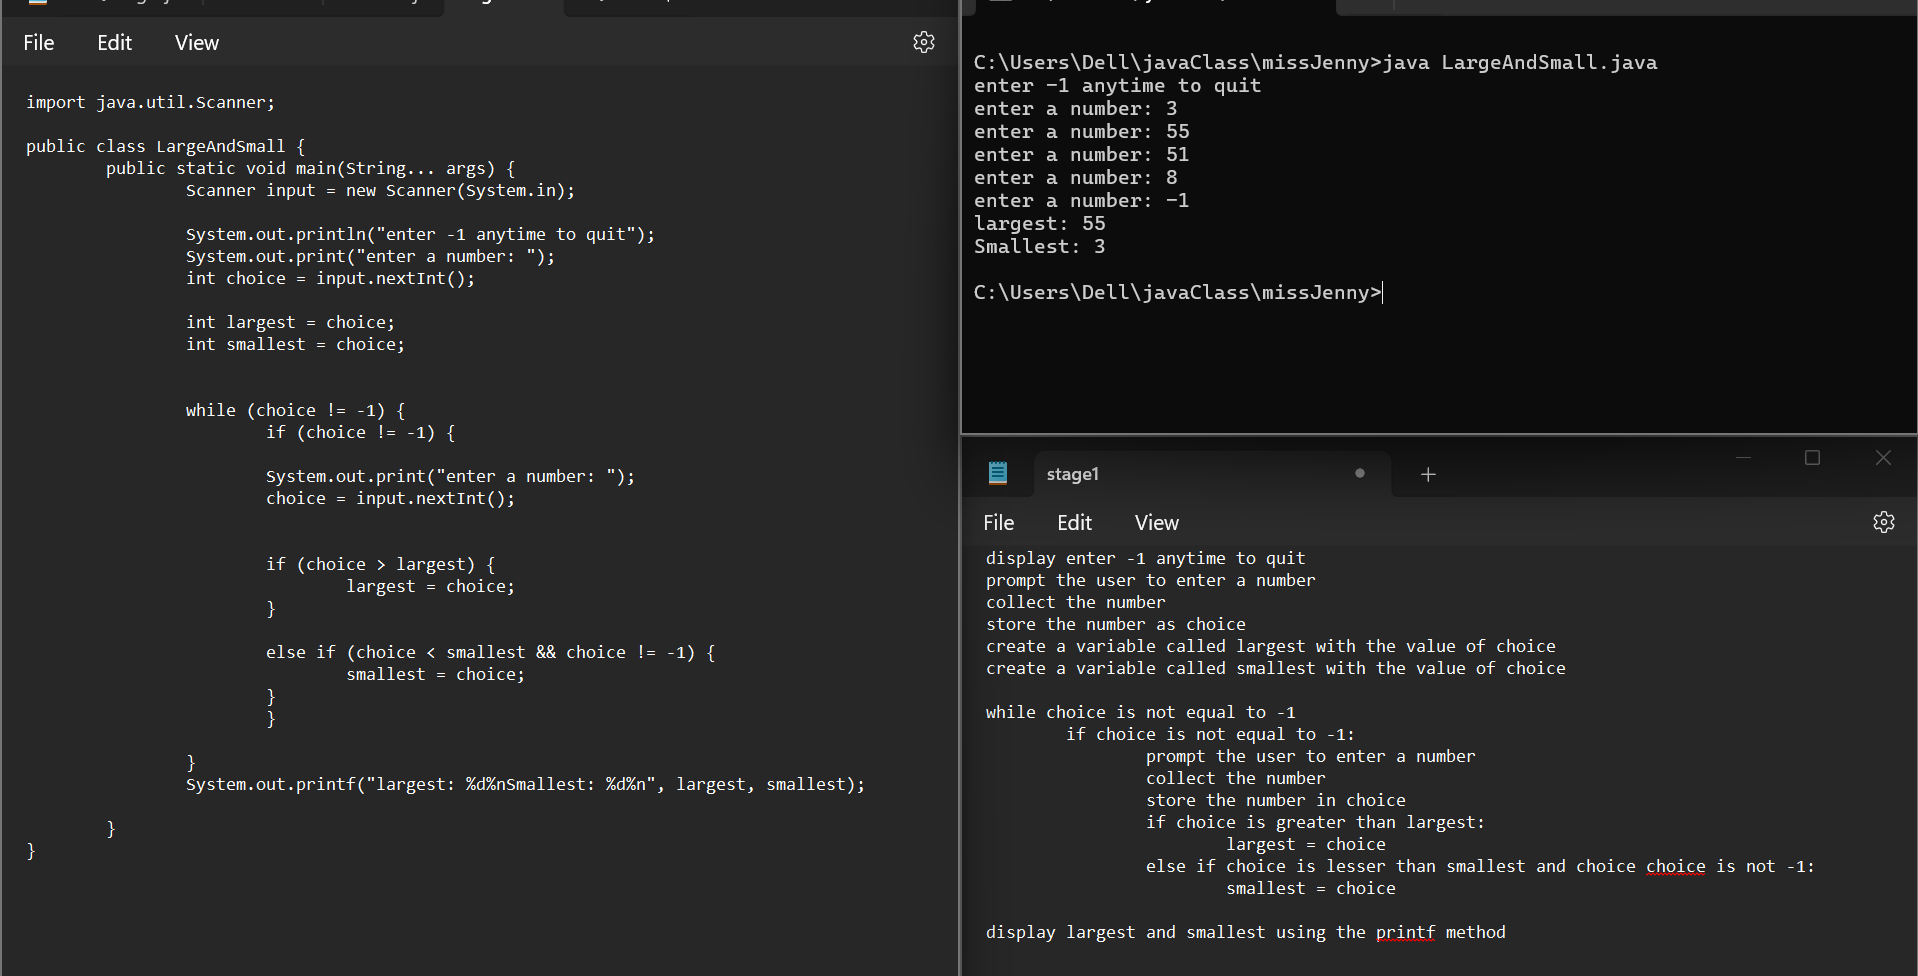 File Edit View
import java.util.Scanner;
public class LargeAndSmall {
public static void main(String... args) {
Scanner input = new Scanner(System.in);
System.out.println("enter -1 anytime to quit");
System.out.print("enter a number: ");
int choice = input.nextInt();
int largest = choice;
int smallest = choice;
while (choice != -1) {
if (choice != -1) {
System.out.print("enter a number: ");
choice = input.nextInt();
if (choice > largest) {
largest = choice;
}
else if (choice < smallest && choice != -1) {
smallest = choice;
}
}
}
System.out.printf("largest: %d%nSmallest: %d%n", largest, smallest);
}
}
C:\Users\Dell\javaClass\missJenny>java LargeAndSmall.java
enter -1 anytime to quit
enter a number: 3
enter a number: 55
enter a number: 51
enter a number: 8
enter a number: -1
largest: 55
Smallest: 3
C:\Users\Dell\javaClass\missJenny>
stage1
File Edit View
display enter -1 anytime to quit
prompt the user to enter a number
collect the number
store the number as choice
create a variable called largest with the value of choice
create a variable called smallest with the value of choice
while choice is not equal to -1
if choice is not equal to -1:
prompt the user to enter a number
collect the number
store the number in choice
if choice is greater than largest:
largest = choice
else if choice is lesser than smallest and choice choice is not -1:
smallest = choice
display largest and smallest using the printf method